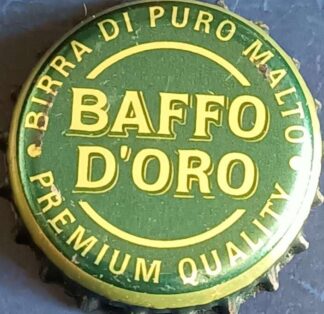 BIRRA DI PURO MALTO
BAFFO
D'ORO
PREMIUM QUALITY